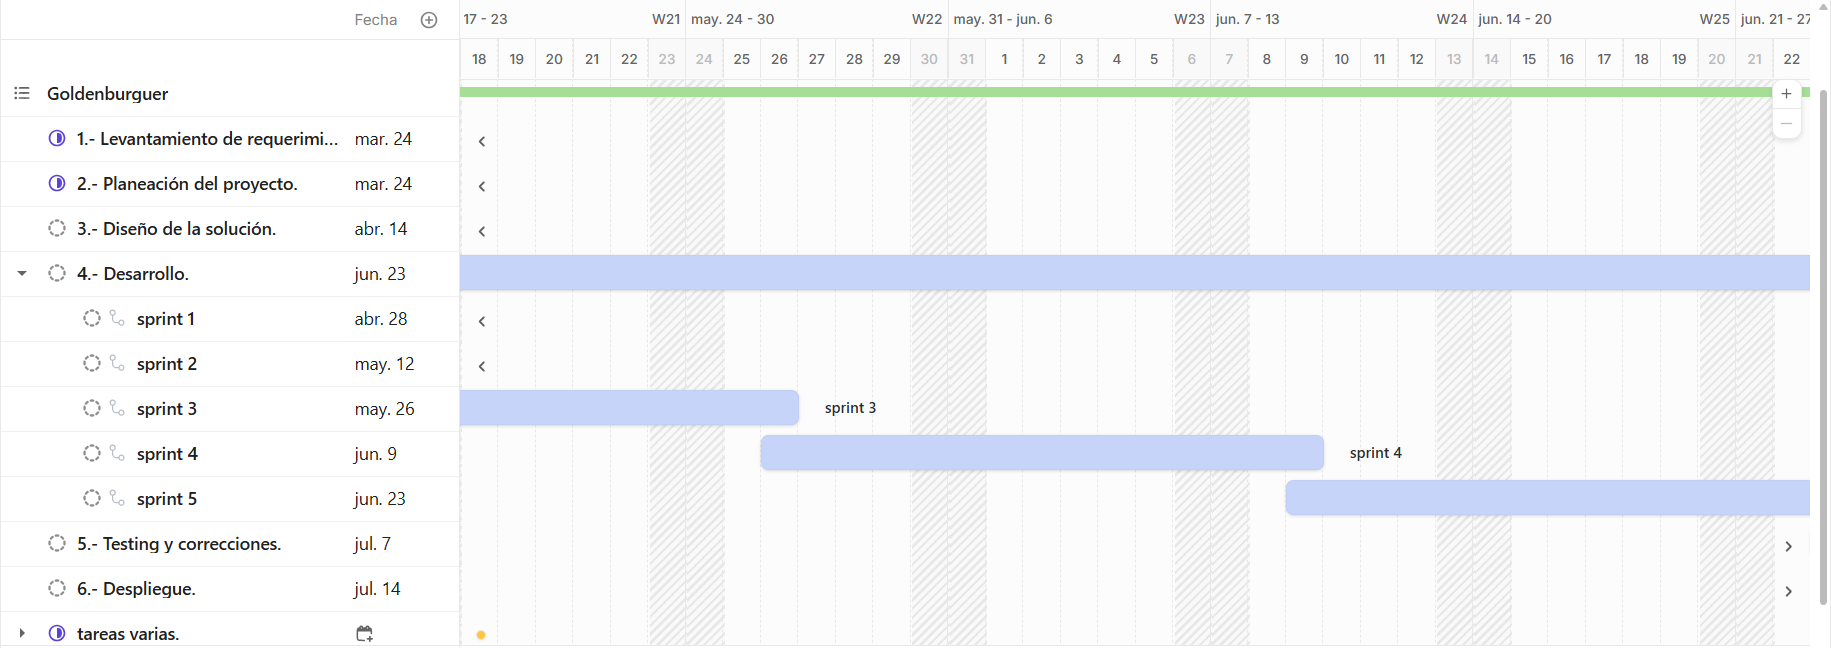 Fecha 17 - 23 W21 may. 24 - 30 W22 may. 31 - jun. 6 W23 jun. 7 - 13 W24 jun. 14 - 20 W25 jun. 21 - 27
18 19 20 21 22 23 24 25 26 27 28 29 30 31 1 2 3 4 5 6 7 8 9 10 11 12 13 14 15 16 17 18 19 20 21 22
Goldenburguer
1.- Levantamiento de requerimi... mar. 24
2.- Planeación del proyecto. mar. 24
3.- Diseño de la solución. abr. 14
4.- Desarrollo. jun. 23
sprint 1 abr. 28
sprint 2 may. 12
sprint 3 may. 26 sprint 3
sprint 4 jun. 9 sprint 4
sprint 5 jun. 23
5.- Testing y correcciones. jul. 7
6.- Despliegue. jul. 14
tareas varias.